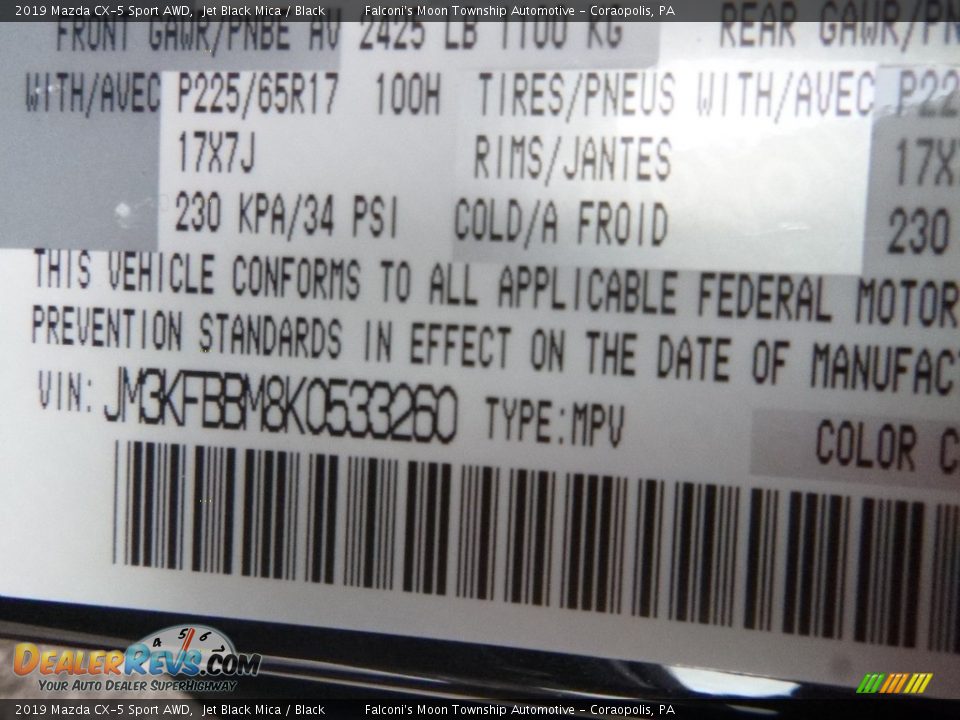 2019 Mazda CX-5 Sport AWD, Jet Black Mica / Black Falconi's Moon Township Automotive - Coraopolis, PA
FRONT GAWR/PNBE AV 2425 LB 1100 KG REAR GAWR/PN
WITH/AVEC P225/65R17 100H TIRES/PNEUS WITH/AVEC P22
17X7J RIMS/JANTES 17X
230 KPA/34 PSI COLD/A FROID 230
THIS VEHICLE CONFORMS TO ALL APPLICABLE FEDERAL MOTOR
PREVENTION STANDARDS IN EFFECT ON THE DATE OF MANUFAC
VIN: JM3KFBBM8K0533260 TYPE:MPV
COLOR C
4 5 6
DEALERREVS.COM
Your Auto Dealer SuperHighway
2019 Mazda CX-5 Sport AWD, Jet Black Mica / Black Falconi's Moon Township Automotive - Coraopolis, PA